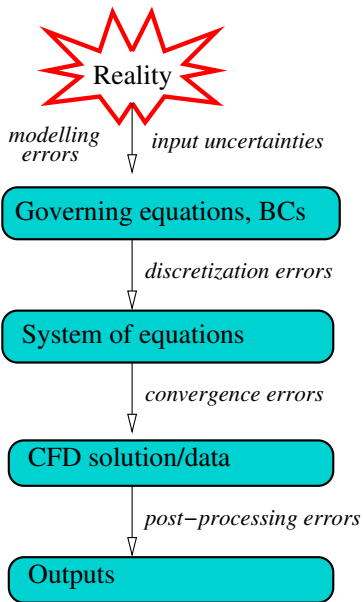 Reality
modelling
errors
input uncertainties
Governing equations, BCs
discretization errors
System of equations
convergence errors
CFD solution/data
post−processing errors
Outputs